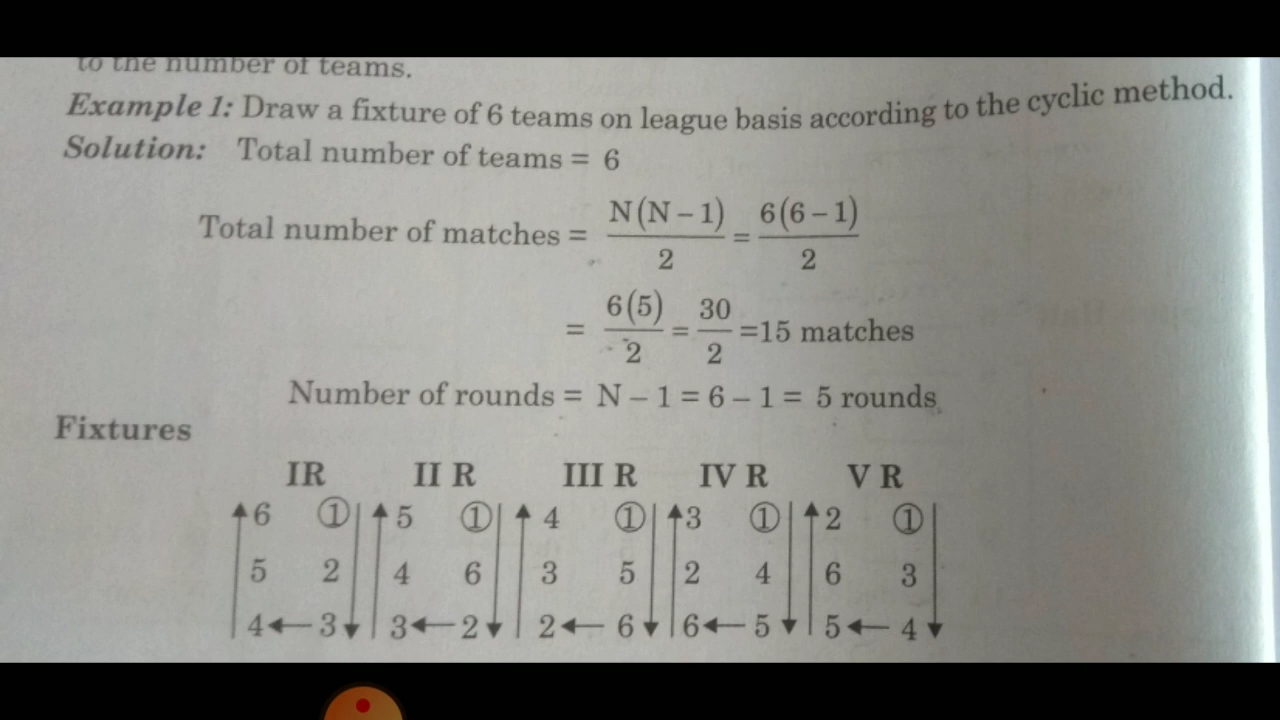 to the number of teams.
Example 1: Draw a fixture of 6 teams on league basis according to the cyclic method.
Solution: Total number of teams = 6
Total number of matches = N(N – 1)/2 = 6(6 – 1)/2
= 6(5)/2 = 30/2 =15 matches
Number of rounds = N – 1 = 6 – 1 = 5 rounds
Fixtures
IR II R III R IV R V R
↑6 ①| ↑5 ①| ↑4 ①| ↑3 ①| ↑2 ①|
5 2 4 6 3 5 2 4 6 3
4←3↓ 3←2↓ 2←6↓ 6←5↓ 5←4↓